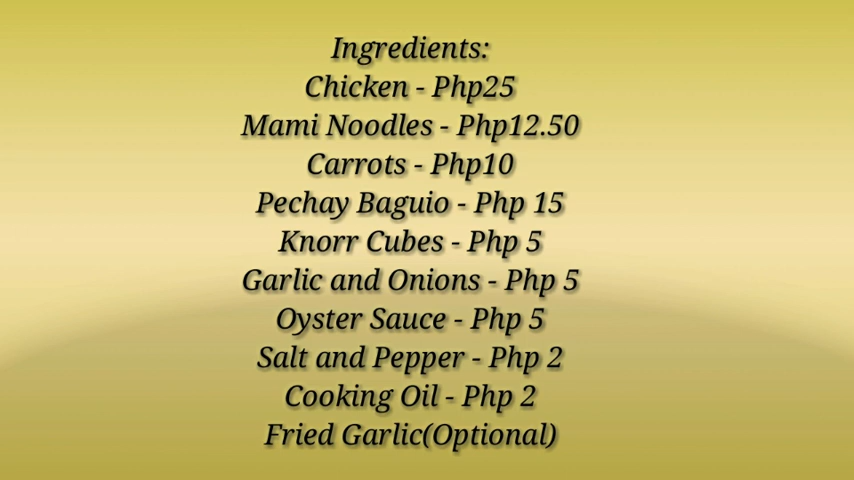 Ingredients:
Chicken - Php25
Mami Noodles - Php12.50
Carrots - Php10
Pechay Baguio - Php 15
Knorr Cubes - Php 5
Garlic and Onions - Php 5
Oyster Sauce - Php 5
Salt and Pepper - Php 2
Cooking Oil - Php 2
Fried Garlic(Optional)